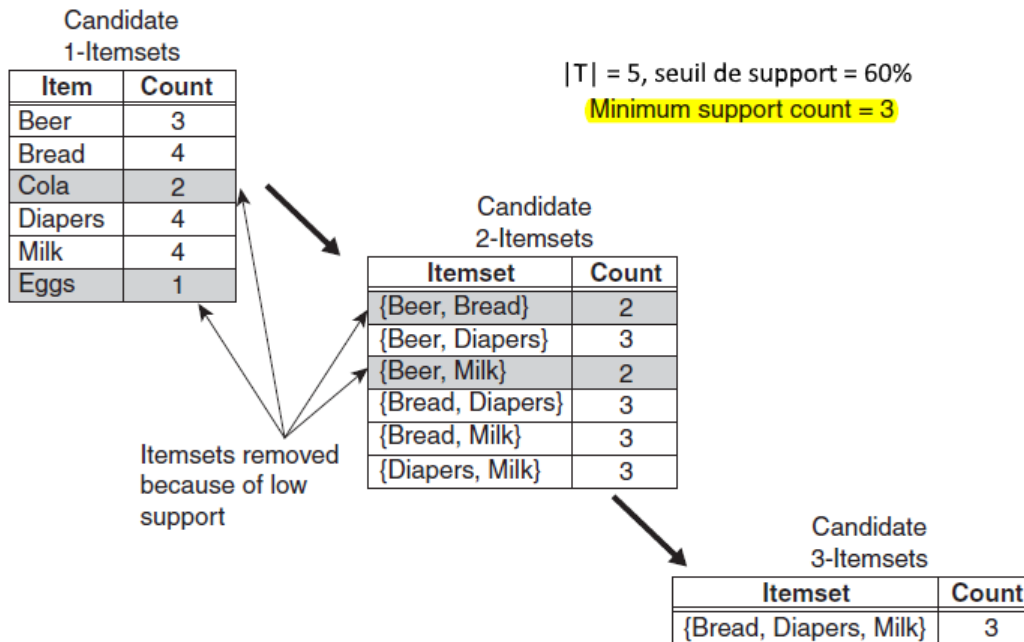 Candidate
1-Itemsets
Item Count
Beer 3
Bread 4
Cola 2
Diapers 4
Milk 4
Eggs 1
|T| = 5, seuil de support = 60%
Minimum support count = 3
Candidate
2-Itemsets
Itemset Count
{Beer, Bread} 2
{Beer, Diapers} 3
{Beer, Milk} 2
{Bread, Diapers} 3
{Bread, Milk} 3
{Diapers, Milk} 3
Itemsets removed
because of low
support
Candidate
3-Itemsets
Itemset Count
{Bread, Diapers, Milk} 3